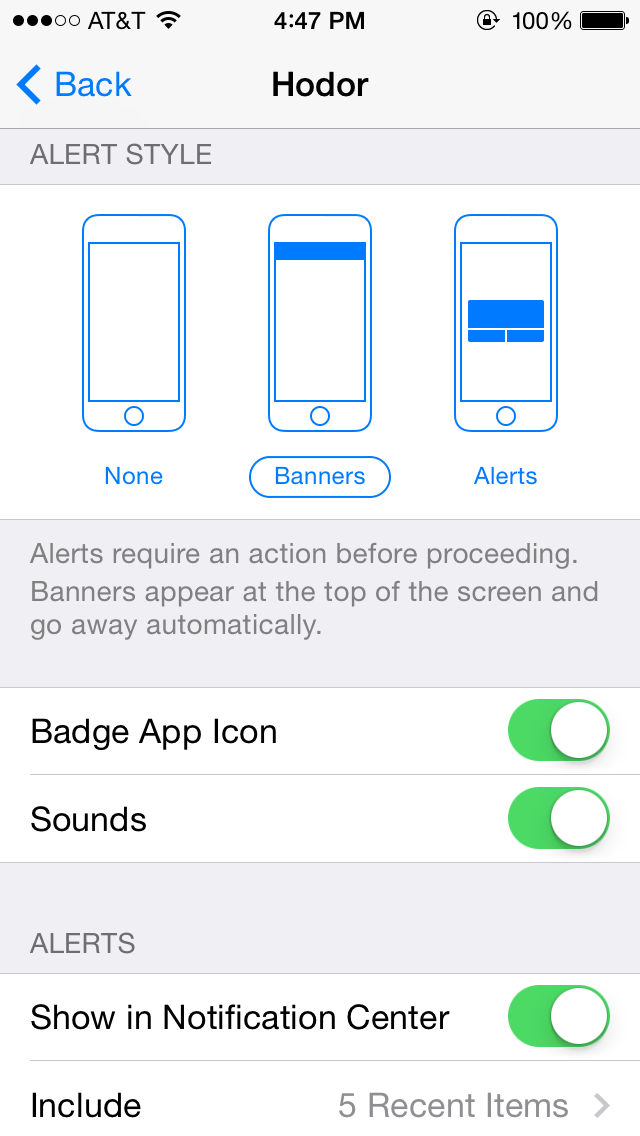 AT&T 4:47 PM 100%
Back Hodor
ALERT STYLE
None Banners Alerts
Alerts require an action before proceeding.
Banners appear at the top of the screen and
go away automatically.
Badge App Icon
Sounds
ALERTS
Show in Notification Center
Include 5 Recent Items